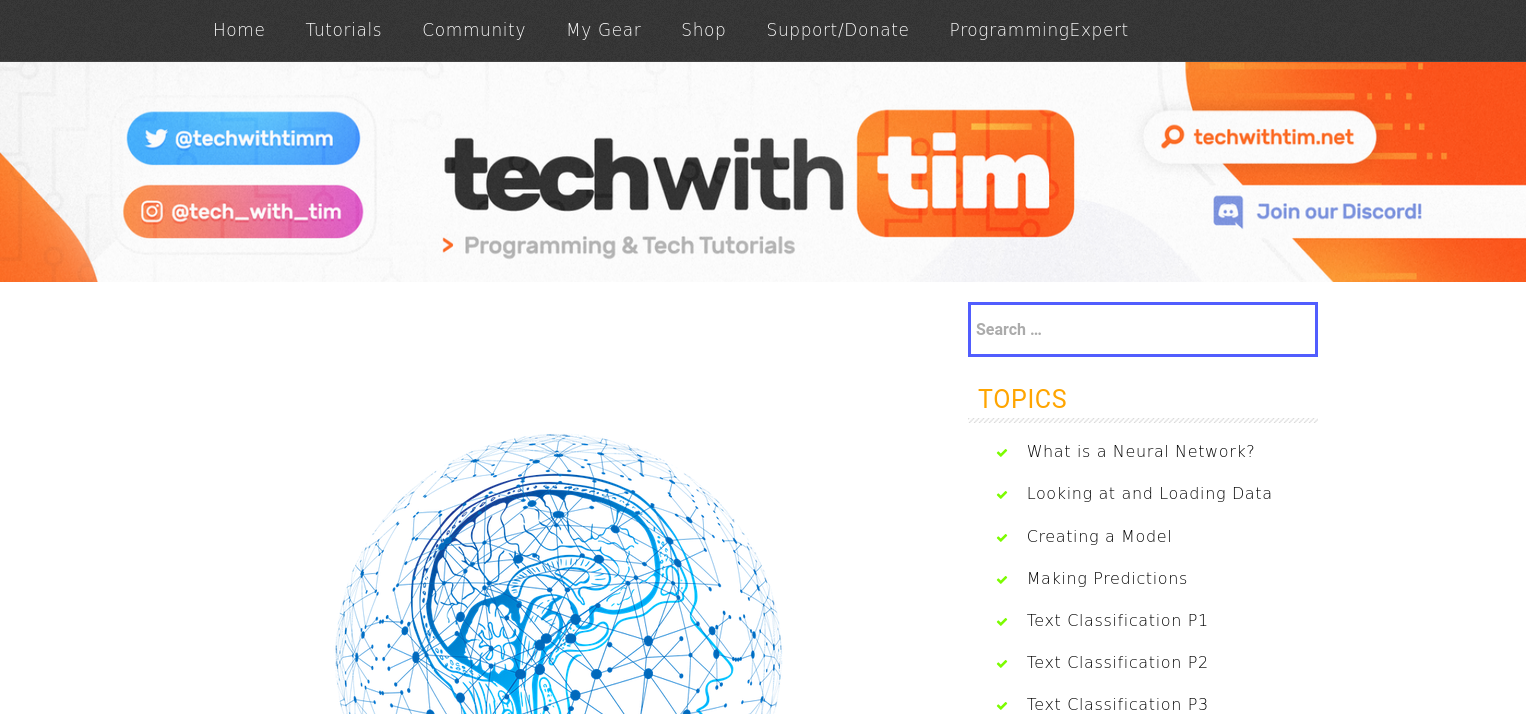 Home Tutorials Community My Gear Shop Support/Donate ProgrammingExpert
@techwithtimm
@tech_with_tim
techwith tim
> Programming & Tech Tutorials
techwithtim.net
Join our Discord!
Search …
TOPICS
What is a Neural Network?
Looking at and Loading Data
Creating a Model
Making Predictions
Text Classification P1
Text Classification P2
Text Classification P3